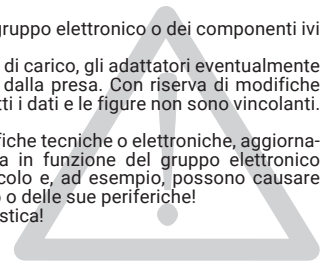 gruppo elettronico o dei componenti ivi
di carico, gli adattatori eventualmente
dalla presa. Con riserva di modifiche
tti i dati e le figure non sono vincolanti.
fiche tecniche o elettroniche, aggiorna-
a in funzione del gruppo elettronico
colo e, ad esempio, possono causare
o o delle sue periferiche!
stica!